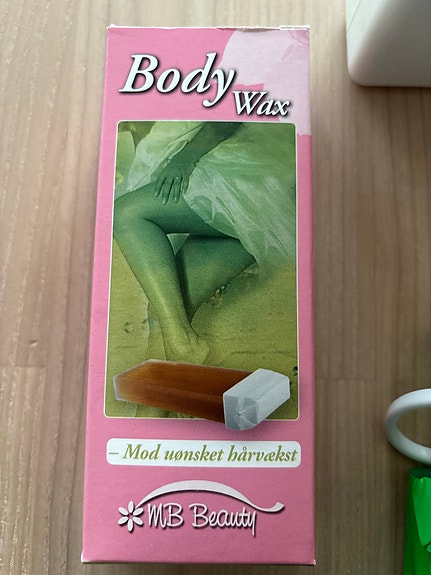 Body
Wax
– Mod uønsket hårvækst
MB Beauty